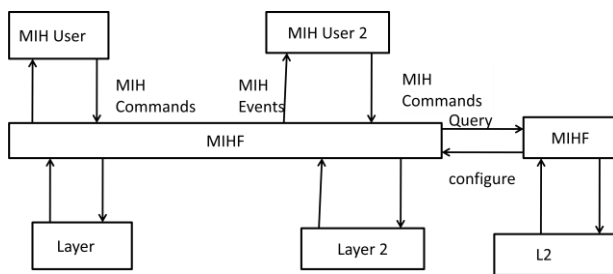 MIH User
MIH User 2
MIH
Commands
MIH
Events
MIH
Commands
Query
MIHF
MIHF
configure
Layer
Layer 2
L2